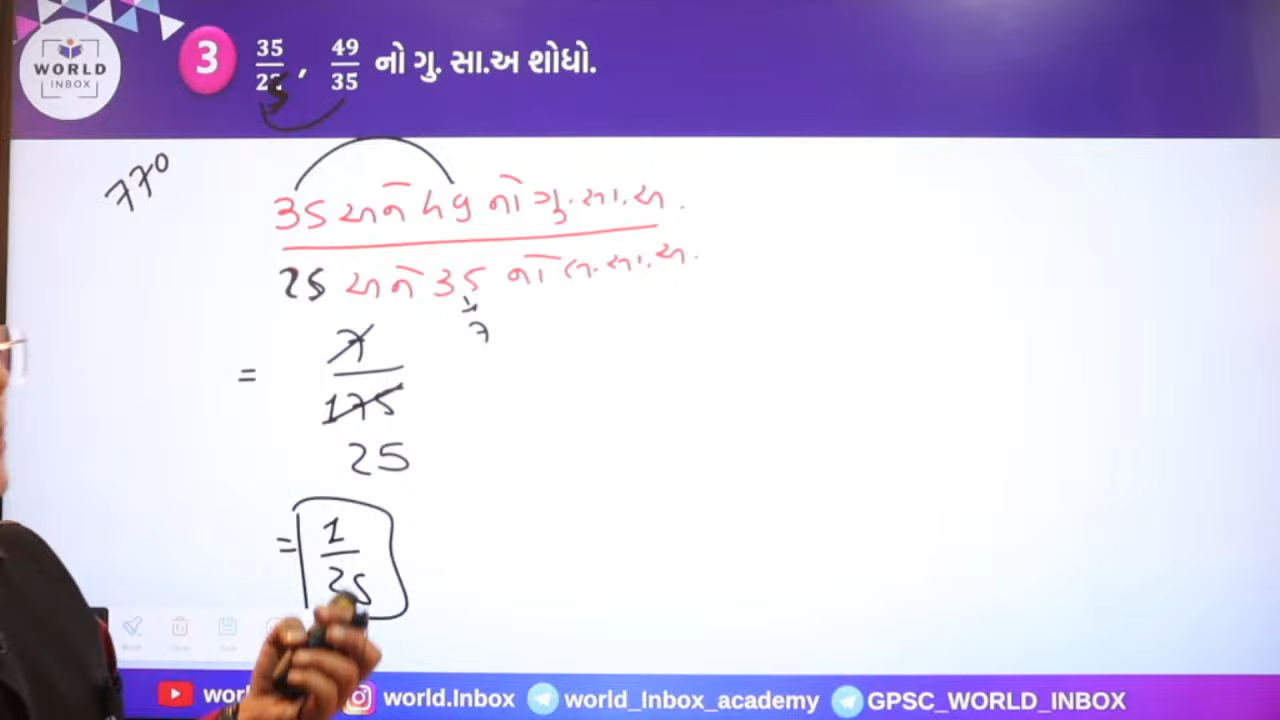 WORLD
INBOX
3 35/25 , 49/35 નો ગુ. સા.અ શોધો.
770
35 અને 49 નો ગુ.સા.અ.
25 અને 35 નો લ.સા.અ.
7
= 7/175
25
= 1/25
world.Inbox
world_Inbox_academy
GPSC_WORLD_INBOX